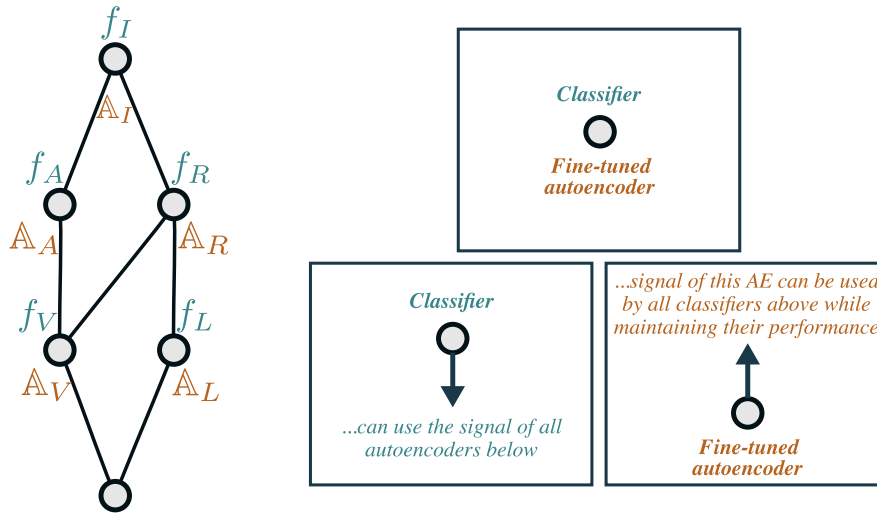 f_I
𝔸_I
f_A f_R
𝔸_A 𝔸_R
f_V f_L
𝔸_V 𝔸_L
Classifier
Fine-tuned
autoencoder
Classifier
...can use the signal of all
autoencoders below
...signal of this AE can be used
by all classifiers above while
maintaining their performance
Fine-tuned
autoencoder